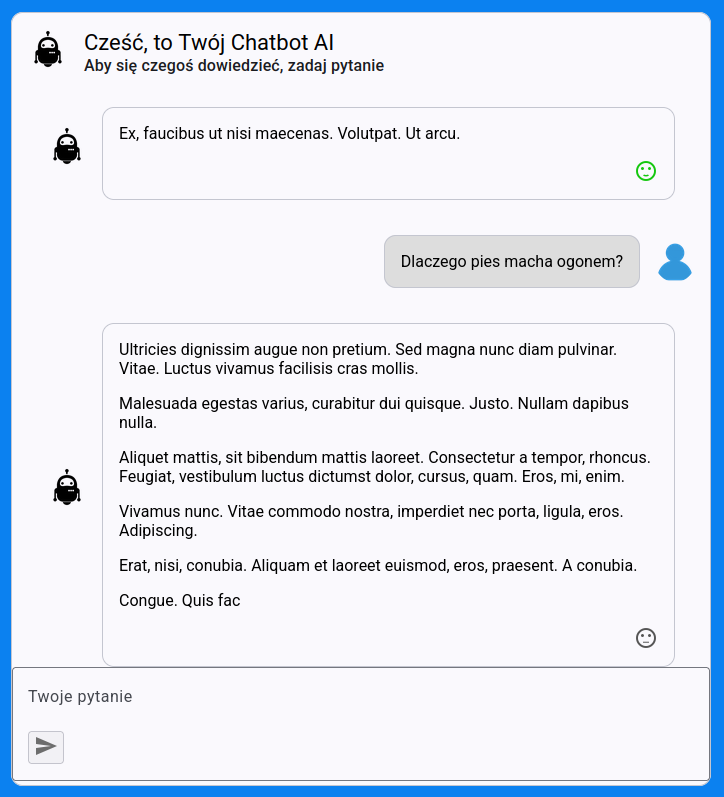 Cześć, to Twój Chatbot AI
Aby się czegoś dowiedzieć, zadaj pytanie
Ex, faucibus ut nisi maecenas. Volutpat. Ut arcu.
Dlaczego pies macha ogonem?
Ultricies dignissim augue non pretium. Sed magna nunc diam pulvinar.
Vitae. Luctus vivamus facilisis cras mollis.
Malesuada egestas varius, curabitur dui quisque. Justo. Nullam dapibus
nulla.
Aliquet mattis, sit bibendum mattis laoreet. Consectetur a tempor, rhoncus.
Feugiat, vestibulum luctus dictumst dolor, cursus, quam. Eros, mi, enim.
Vivamus nunc. Vitae commodo nostra, imperdiet nec porta, ligula, eros.
Adipiscing.
Erat, nisi, conubia. Aliquam et laoreet euismod, eros, praesent. A conubia.
Congue. Quis fac
Twoje pytanie